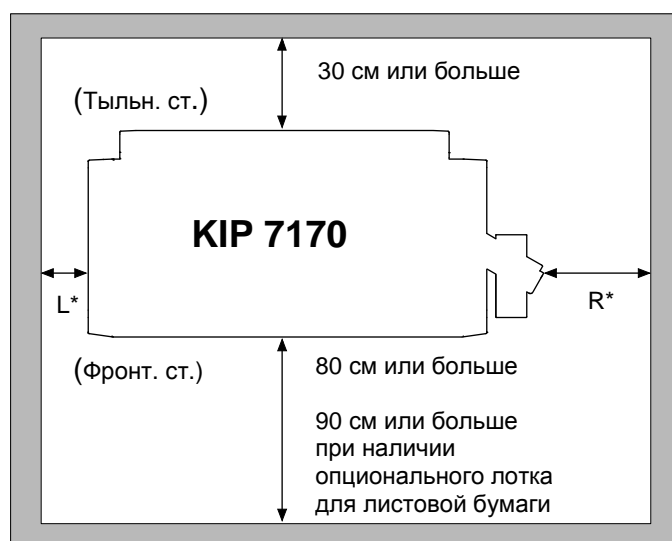 30 см или больше
(Тыльн. ст.)
KIP 7170
L*
R*
(Фронт. ст.)
80 см или больше
90 см или больше
при наличии
опционального лотка
для листовой бумаги